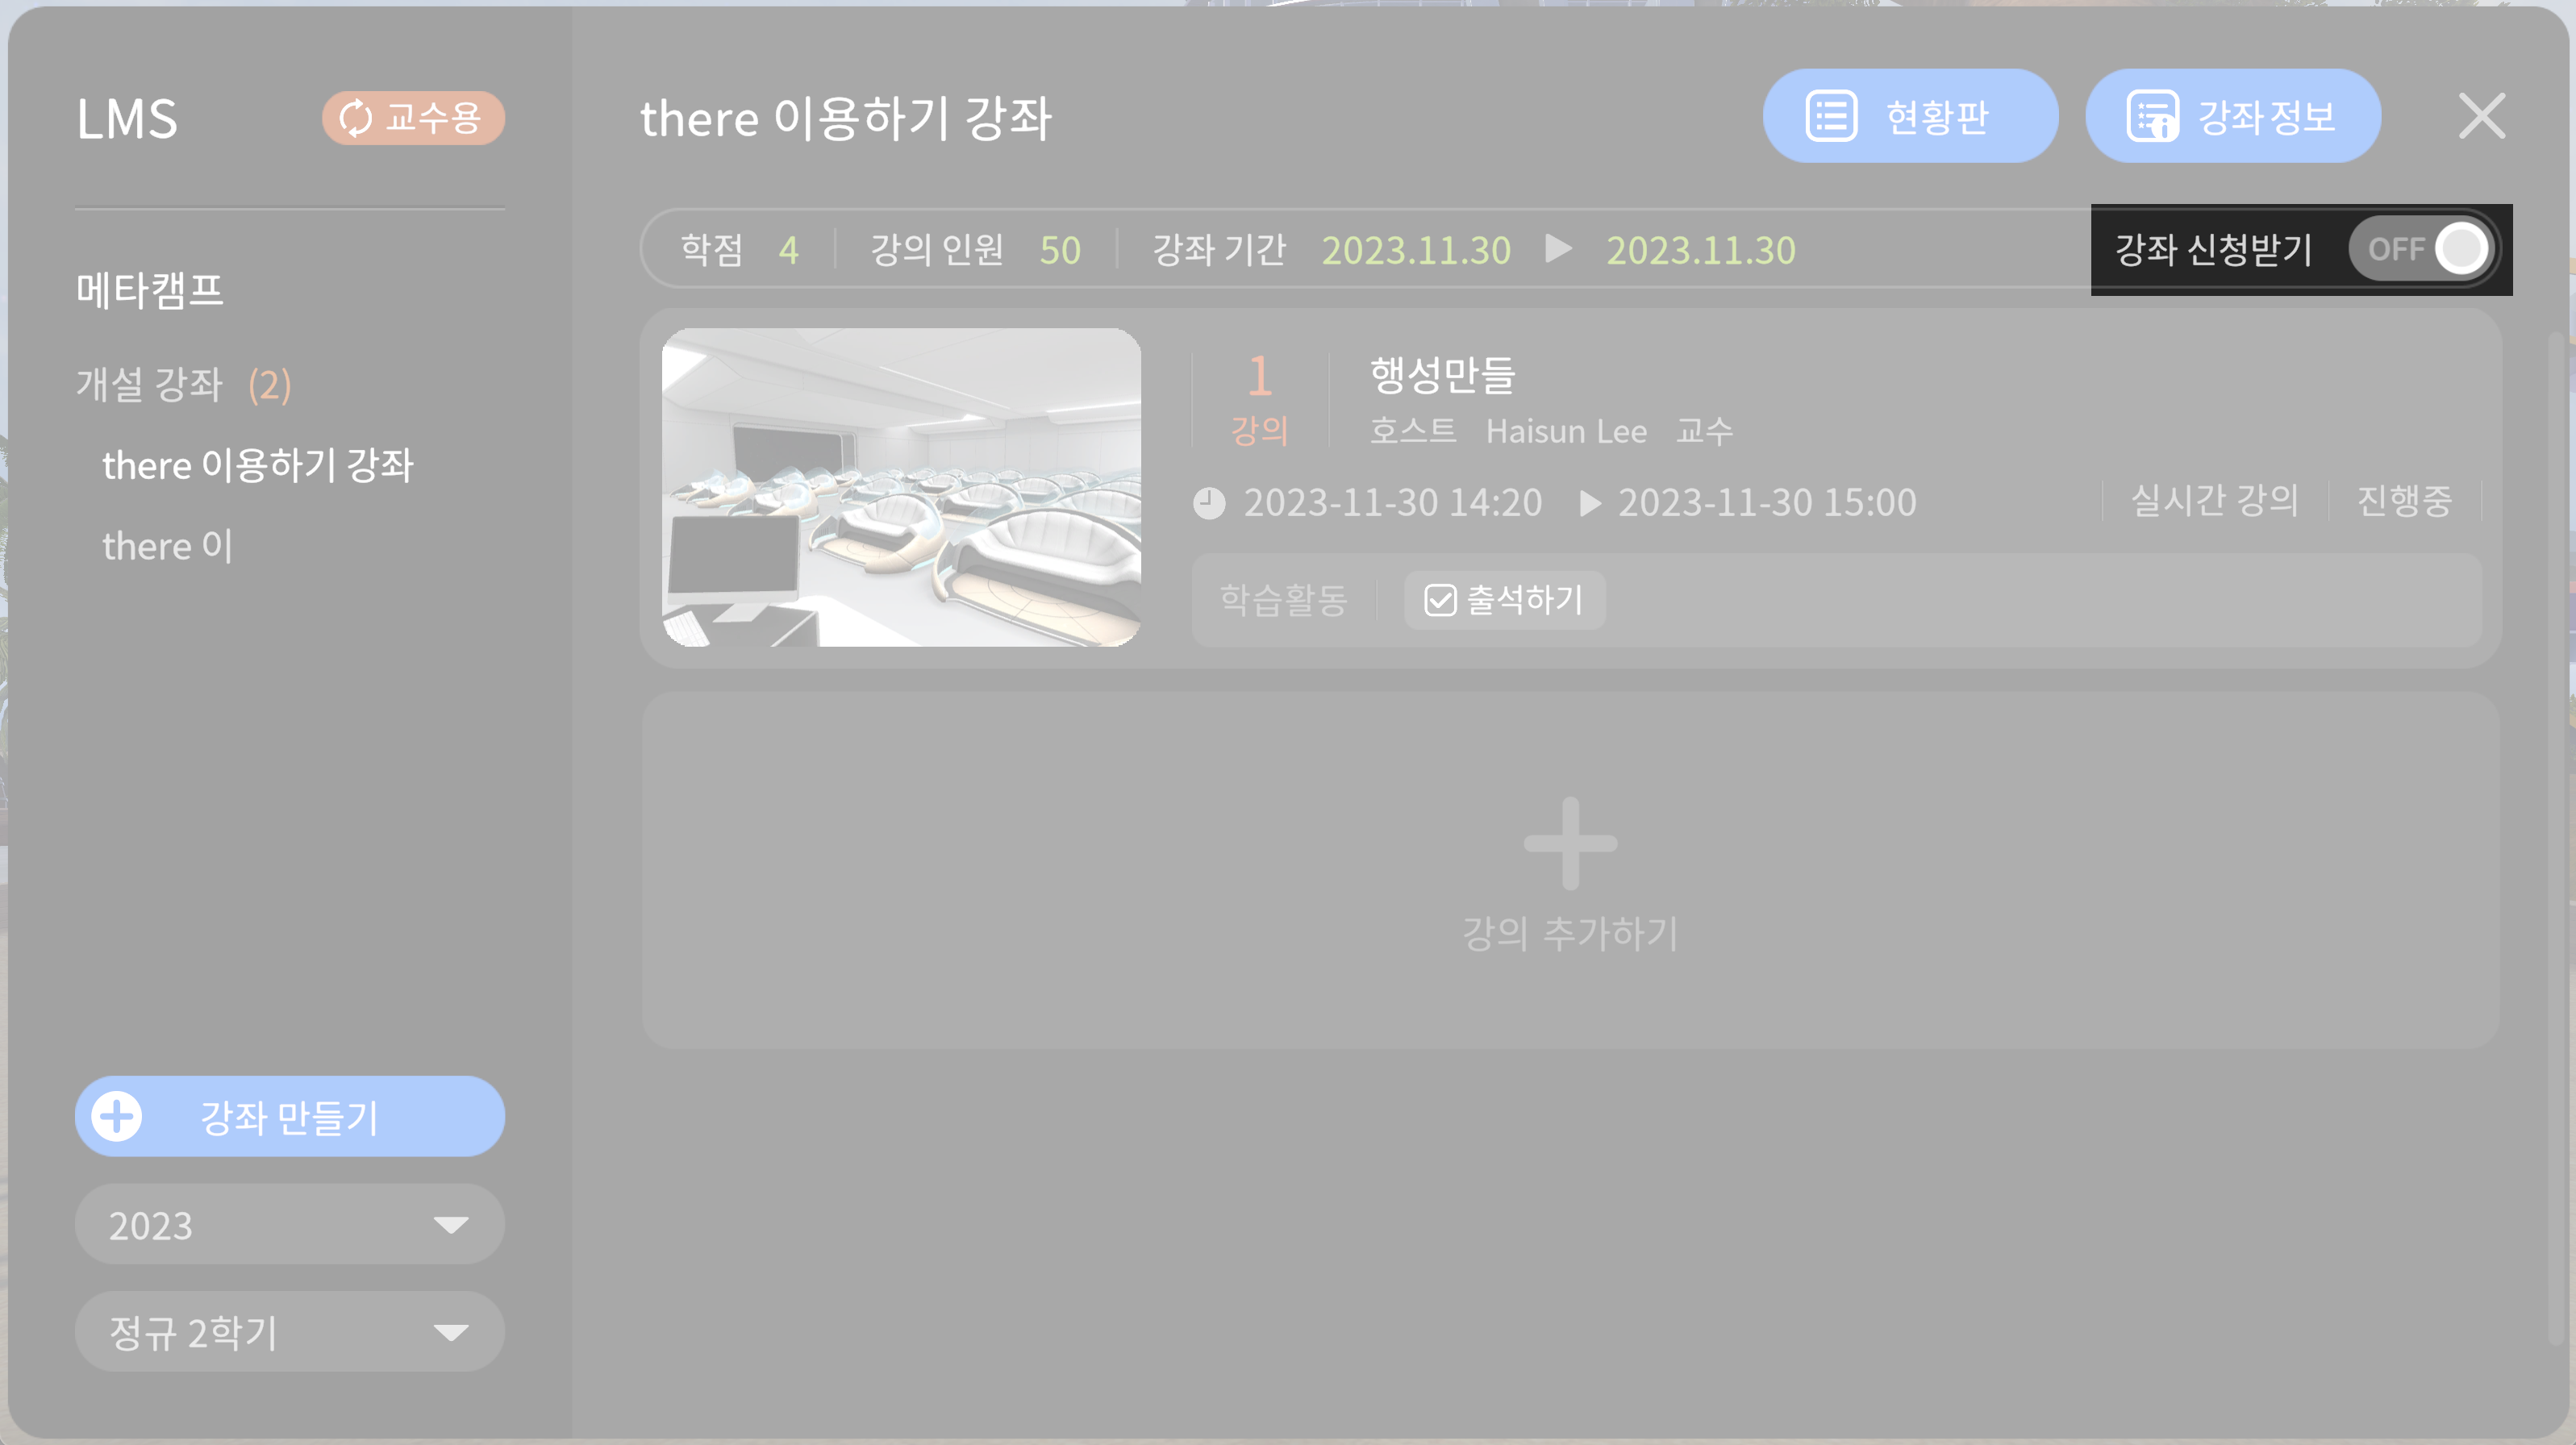 LMS
교수용
메타캠프
개설 강좌 (2)
there 이용하기 강좌
there 이
강좌 만들기
2023
정규 2학기
there 이용하기 강좌
현황판
강좌 정보
학점 4 강의 인원 50 강좌 기간 2023.11.30 ▶ 2023.11.30
강좌 신청받기 OFF
1
강의
행성만들
호스트 Haisun Lee 교수
2023-11-30 14:20 ▶ 2023-11-30 15:00
실시간 강의 진행중
학습활동 출석하기
강의 추가하기